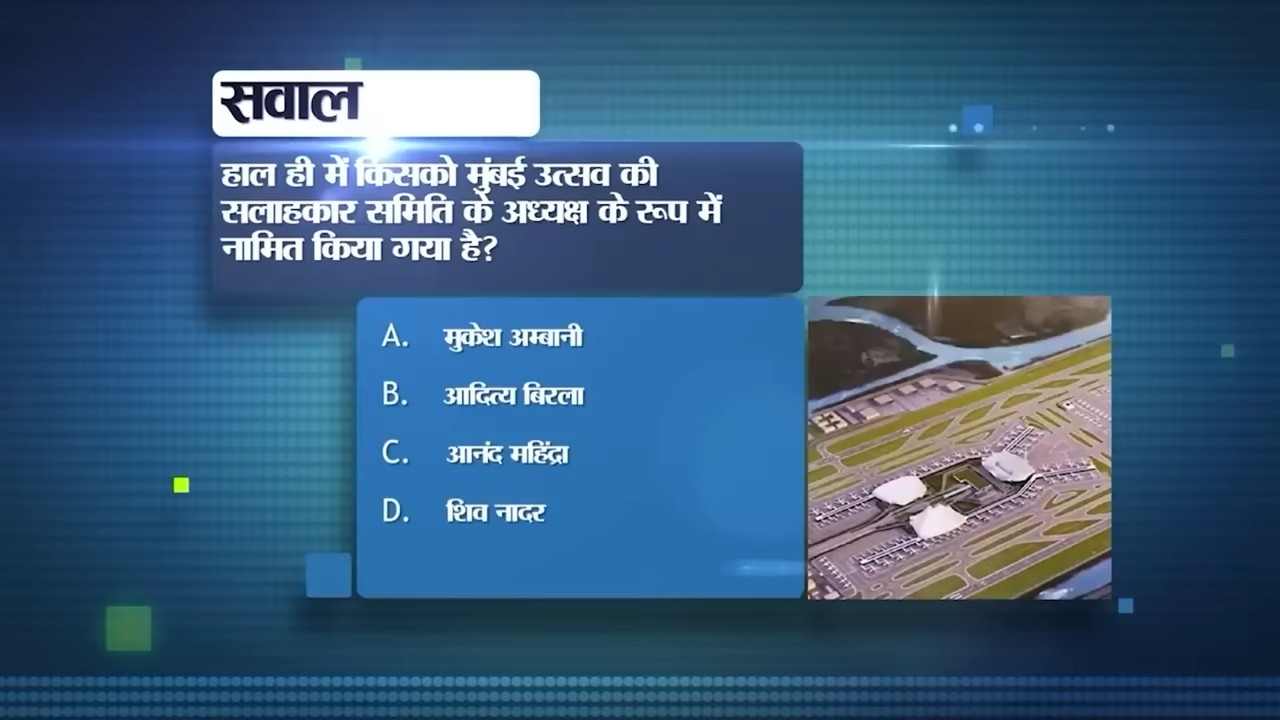 सवाल
हाल ही में किसको मुंबई उत्सव की
सलाहकार समिति के अध्यक्ष के रूप में
नामित किया गया है?
A. मुकेश अम्बानी
B. आदित्य बिरला
C. आनंद महिंद्रा
D. शिव नादर